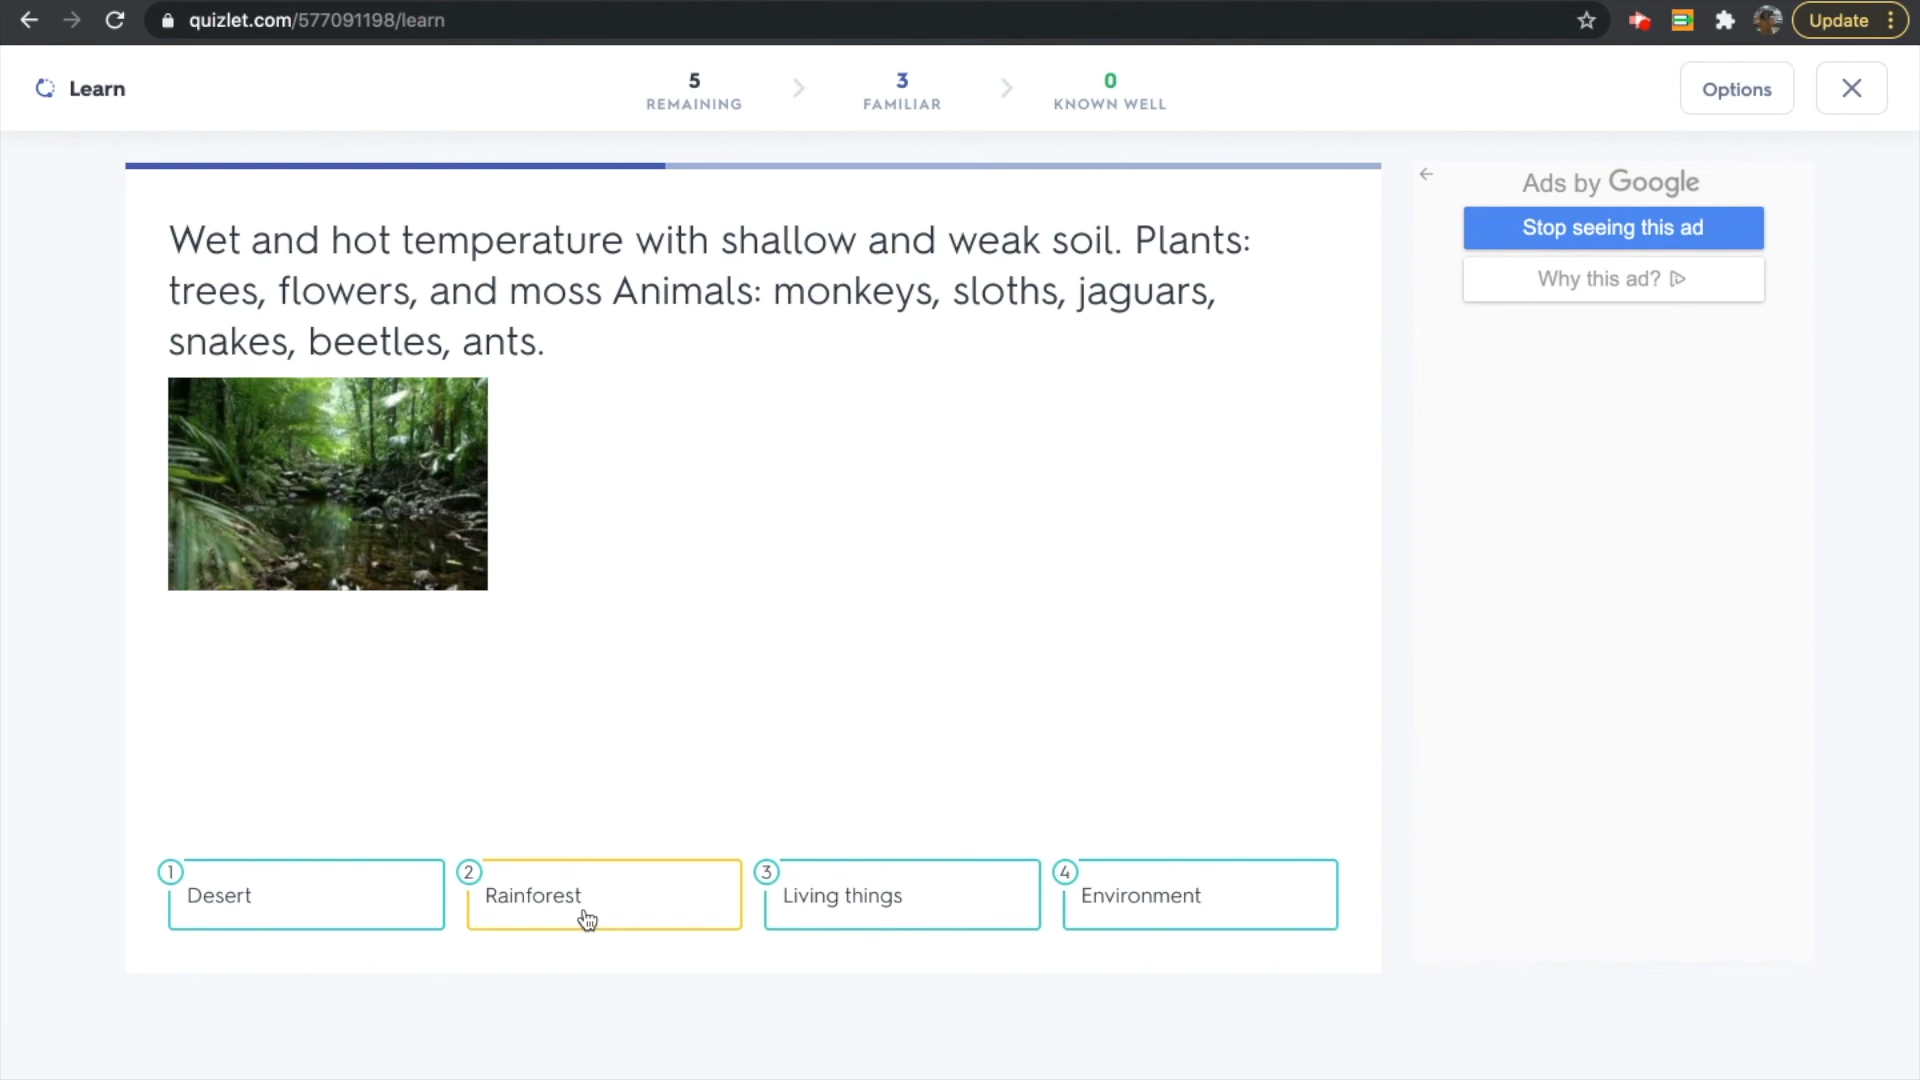 quizlet.com/577091198/learn
Update
Learn
5
REMAINING
3
FAMILIAR
0
KNOWN WELL
Options
Wet and hot temperature with shallow and weak soil. Plants:
trees, flowers, and moss Animals: monkeys, sloths, jaguars,
snakes, beetles, ants.
Ads by Google
Stop seeing this ad
Why this ad?
1
Desert
2
Rainforest
3
Living things
4
Environment